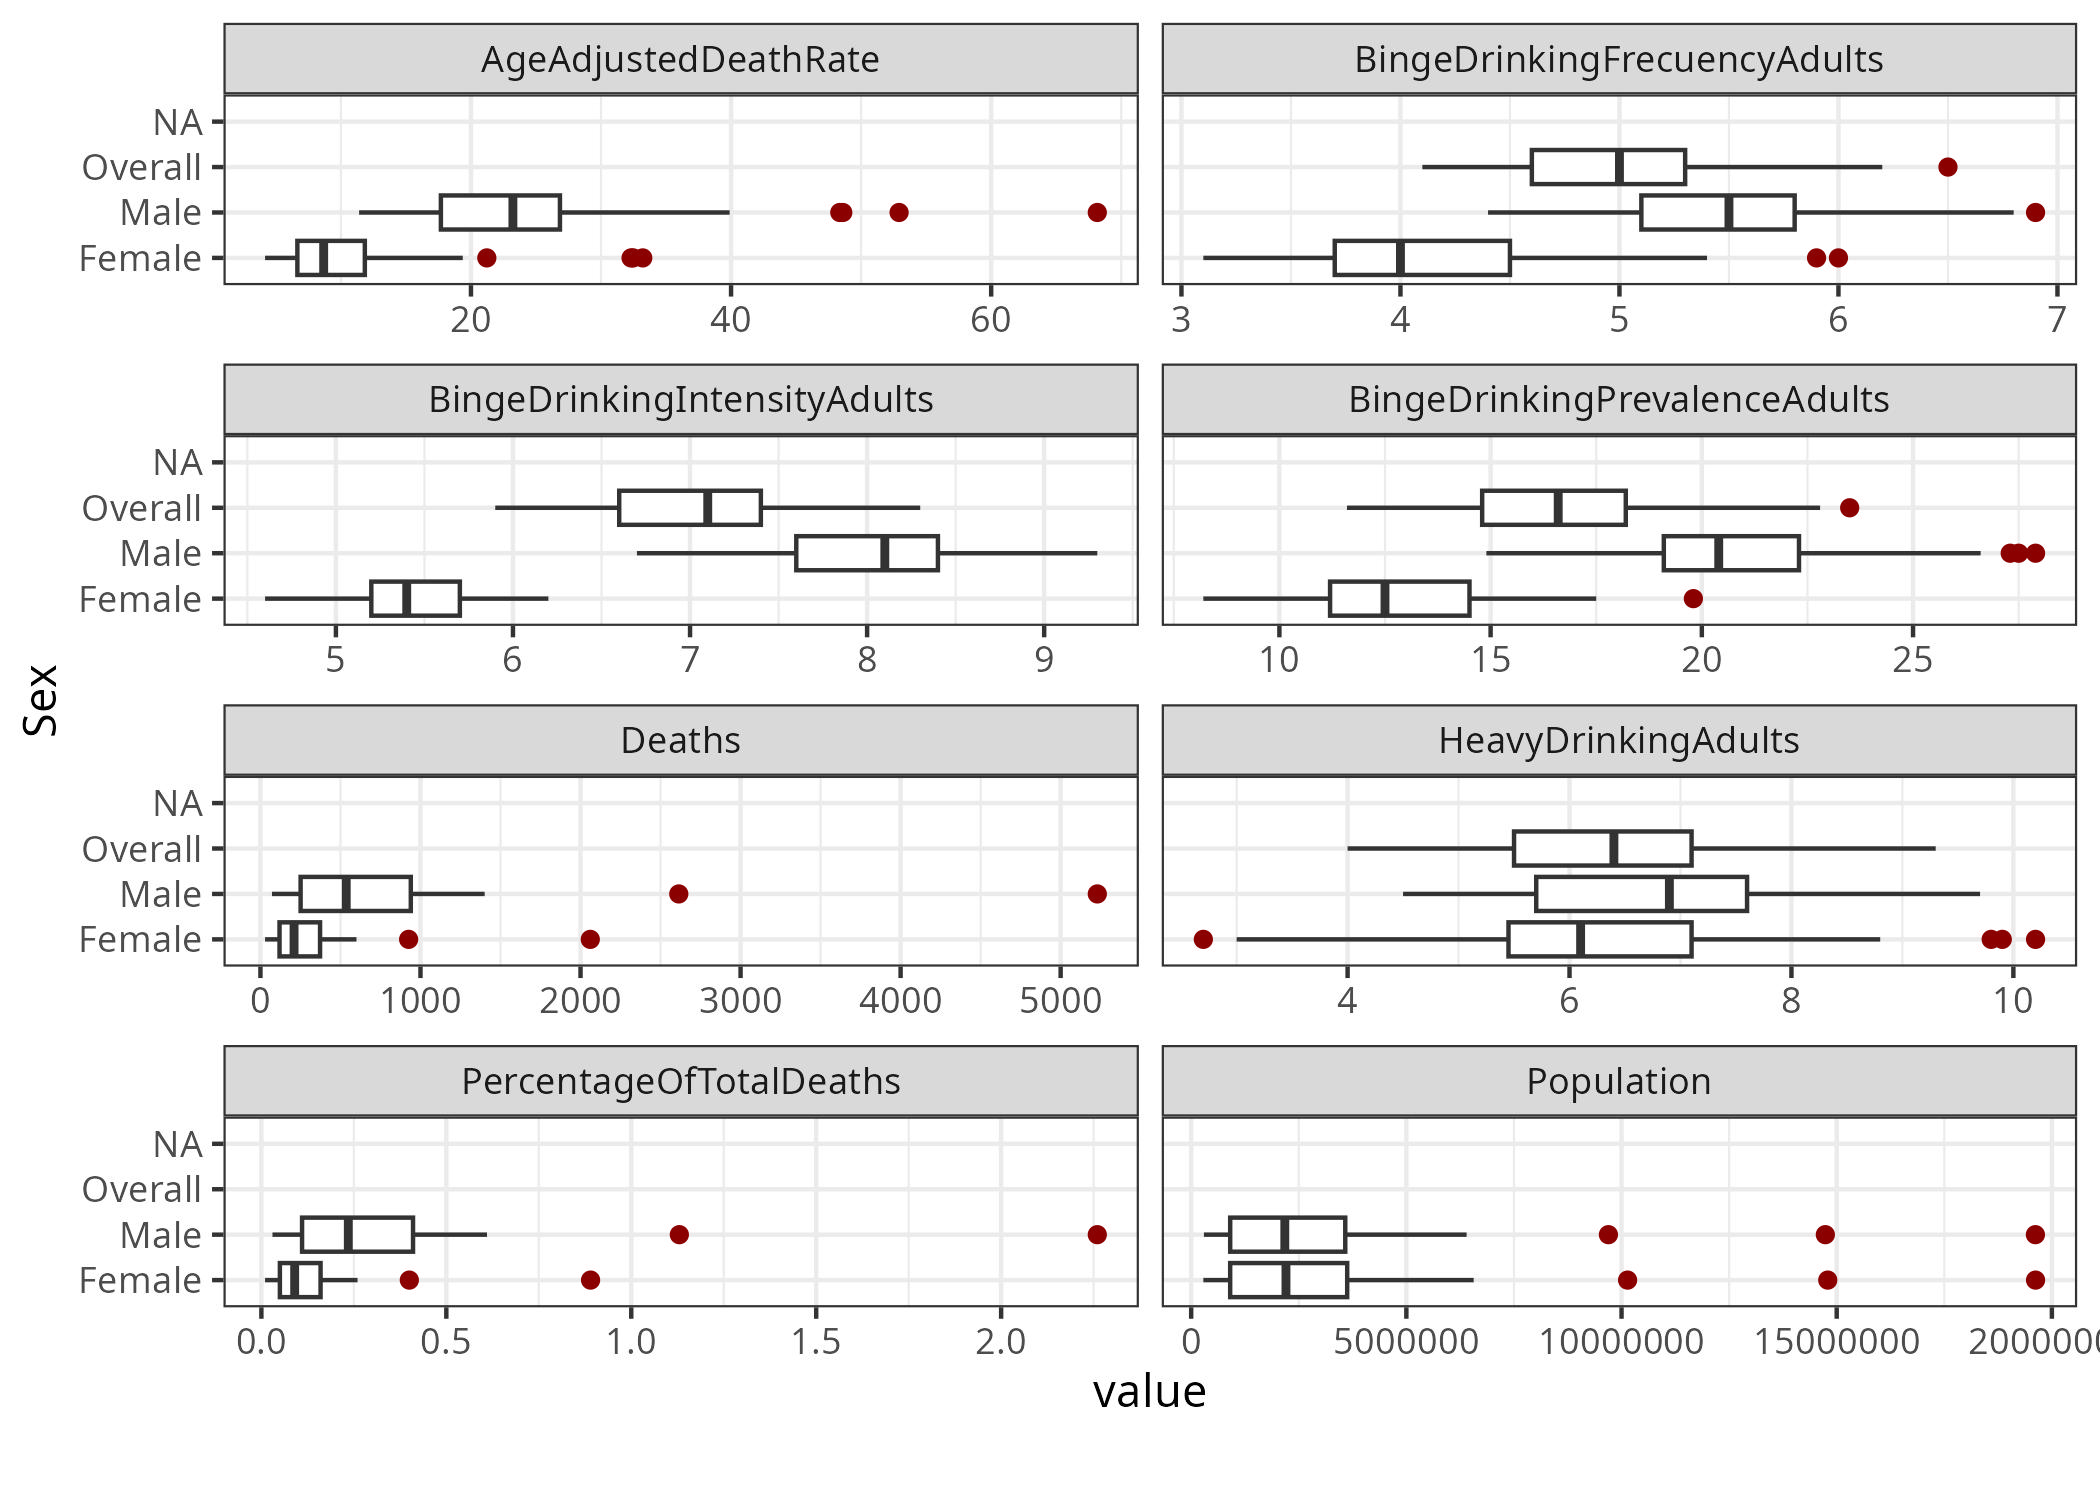 AgeAdjustedDeathRate
BingeDrinkingFrecuencyAdults
NA
Overall
Male
Female
20 40 60
3 4 5 6 7
BingeDrinkingIntensityAdults
BingeDrinkingPrevalenceAdults
NA
Overall
Male
Female
5 6 7 8 9
10 15 20 25
Sex
Deaths
HeavyDrinkingAdults
NA
Overall
Male
Female
0 1000 2000 3000 4000 5000
4 6 8 10
PercentageOfTotalDeaths
Population
NA
Overall
Male
Female
0.0 0.5 1.0 1.5 2.0
0 5000000 10000000 15000000
value